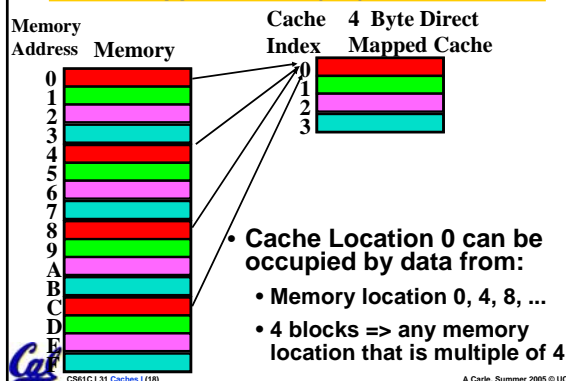 Memory
Address Memory
Cache 4 Byte Direct
Index Mapped Cache
0
1
2
3
4
5
6
7
8
9
A
B
C
D
E
F
0
1
2
3
• Cache Location 0 can be
occupied by data from:
• Memory location 0, 4, 8, ...
• 4 blocks => any memory
location that is multiple of 4
Cal
CS61C L31 Caches I (18)
A Carle, Summer 2005 © UC